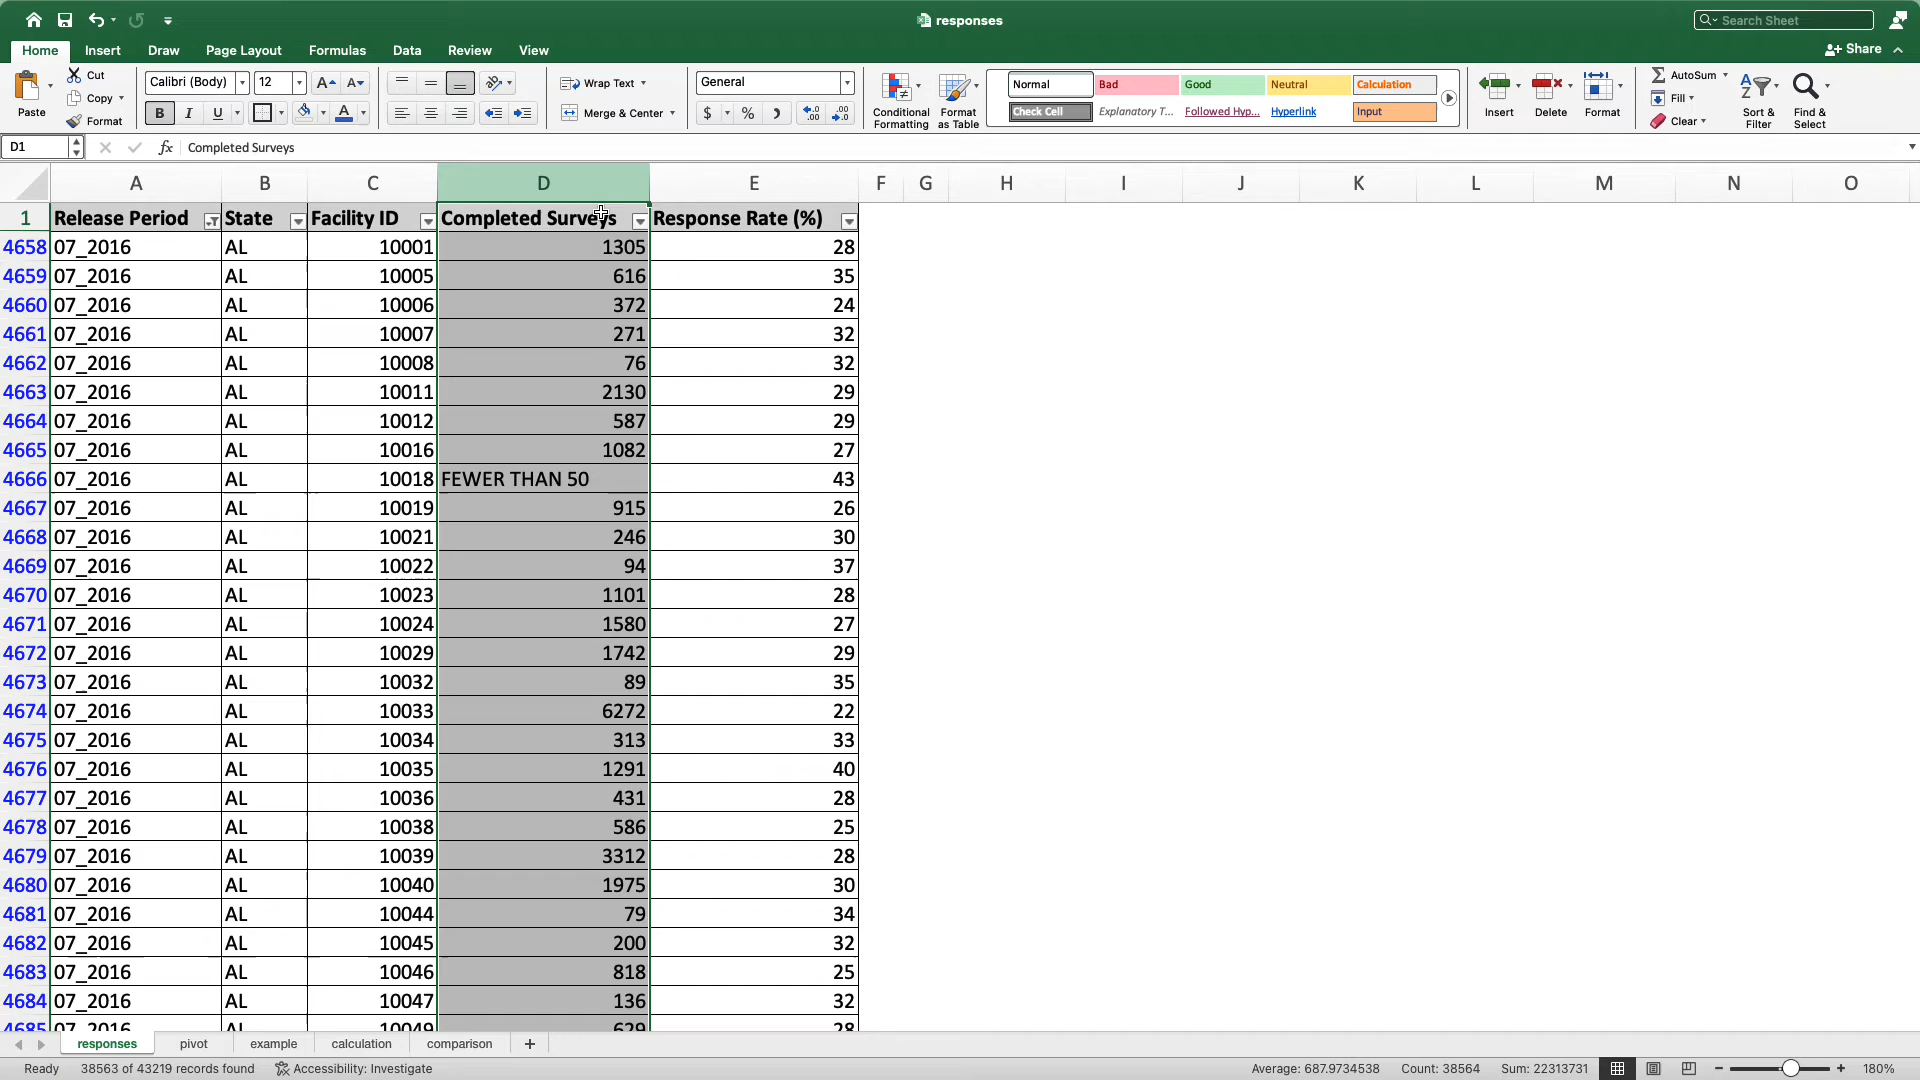 responses
Search Sheet
Home Insert Draw Page Layout Formulas Data Review View
Share
Paste
Cut
Copy
Format
Calibri (Body) 12
B I U
Wrap Text
Merge & Center
General
$ %
Conditional Formatting
Format as Table
Normal Bad Good Neutral Calculation
Check Cell Explanatory T... Followed Hyp... Hyperlink Input
Insert Delete Format
AutoSum
Fill
Clear
Sort & Filter
Find & Select
D1 fx Completed Surveys
A B C D E F G H I J K L M N O
1 Release Period State Facility ID Completed Surveys Response Rate (%)
4658 07_2016 AL 10001 1305 28
4659 07_2016 AL 10005 616 35
4660 07_2016 AL 10006 372 24
4661 07_2016 AL 10007 271 32
4662 07_2016 AL 10008 76 32
4663 07_2016 AL 10011 2130 29
4664 07_2016 AL 10012 587 29
4665 07_2016 AL 10016 1082 27
4666 07_2016 AL 10018 FEWER THAN 50 43
4667 07_2016 AL 10019 915 26
4668 07_2016 AL 10021 246 30
4669 07_2016 AL 10022 94 37
4670 07_2016 AL 10023 1101 28
4671 07_2016 AL 10024 1580 27
4672 07_2016 AL 10029 1742 29
4673 07_2016 AL 10032 89 35
4674 07_2016 AL 10033 6272 22
4675 07_2016 AL 10034 313 33
4676 07_2016 AL 10035 1291 40
4677 07_2016 AL 10036 431 28
4678 07_2016 AL 10038 586 25
4679 07_2016 AL 10039 3312 28
4680 07_2016 AL 10040 1975 30
4681 07_2016 AL 10044 79 34
4682 07_2016 AL 10045 200 32
4683 07_2016 AL 10046 818 25
4684 07_2016 AL 10047 136 32
4685 07_2016 AL 10049 629 28
responses pivot example calculation comparison +
Ready 38563 of 43219 records found Accessibility: Investigate Average: 687.9734538 Count: 38564 Sum: 22313731 180%